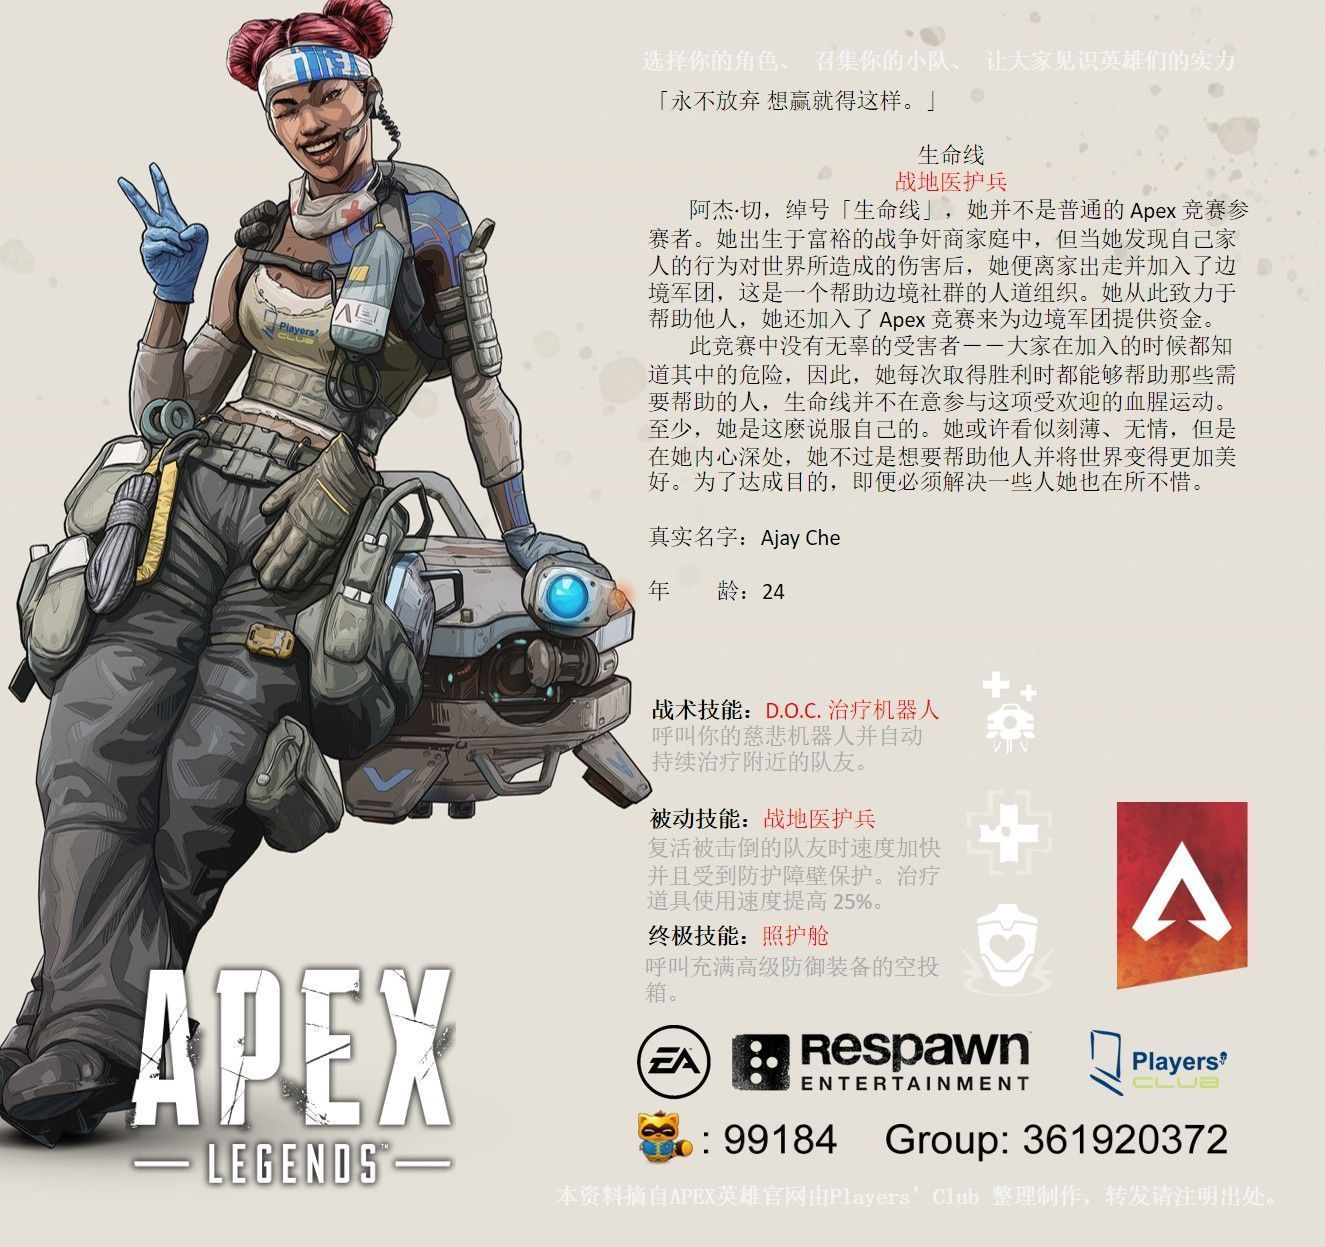 选择你的角色、 召集你的小队、 让大家见识英雄们的实力
「永不放弃 想赢就得这样。」
生命线
战地医护兵
阿杰·切，绰号「生命线」，她并不是普通的 Apex 竞赛参
赛者。她出生于富裕的战争奸商家庭中，但当她发现自己家
人的行为对世界所造成的伤害后，她便离家出走并加入了边
境军团，这是一个帮助边境社群的人道组织。她从此致力于
帮助他人，她还加入了 Apex 竞赛来为边境军团提供资金。
此竞赛中没有无辜的受害者－－大家在加入的时候都知
道其中的危险，因此，她每次取得胜利时都能够帮助那些需
要帮助的人，生命线并不在意参与这项受欢迎的血腥运动。
至少，她是这麽说服自己的。她或许看似刻薄、无情，但是
在她内心深处，她不过是想要帮助他人并将世界变得更加美
好。为了达成目的，即便必须解决一些人她也在所不惜。
真实名字：Ajay Che
年 龄：24
战术技能：D.O.C. 治疗机器人
呼叫你的慈悲机器人并自动
持续治疗附近的队友。
被动技能：战地医护兵
复活被击倒的队友时速度加快
并且受到防护障壁保护。治疗
道具使用速度提高 25%。
终极技能：照护舱
呼叫充满高级防御装备的空投
箱。
Players' CLUB
APEX
LEGENDS™
EA
Respawn
ENTERTAINMENT
Players'
CLUB
: 99184 Group: 361920372
本资料摘自APEX英雄官网由Players’Club 整理制作，转发请注明出处。